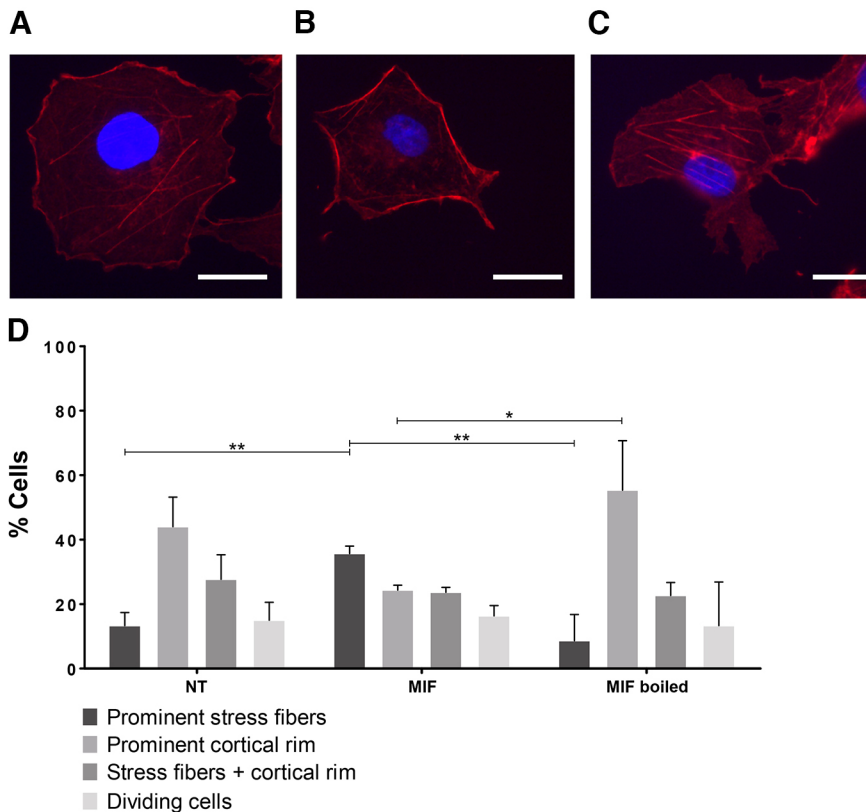 A B C
D
100
80
60
40
20
0
% Cells
*
** **
NT MIF MIF boiled
Prominent stress fibers
Prominent cortical rim
Stress fibers + cortical rim
Dividing cells